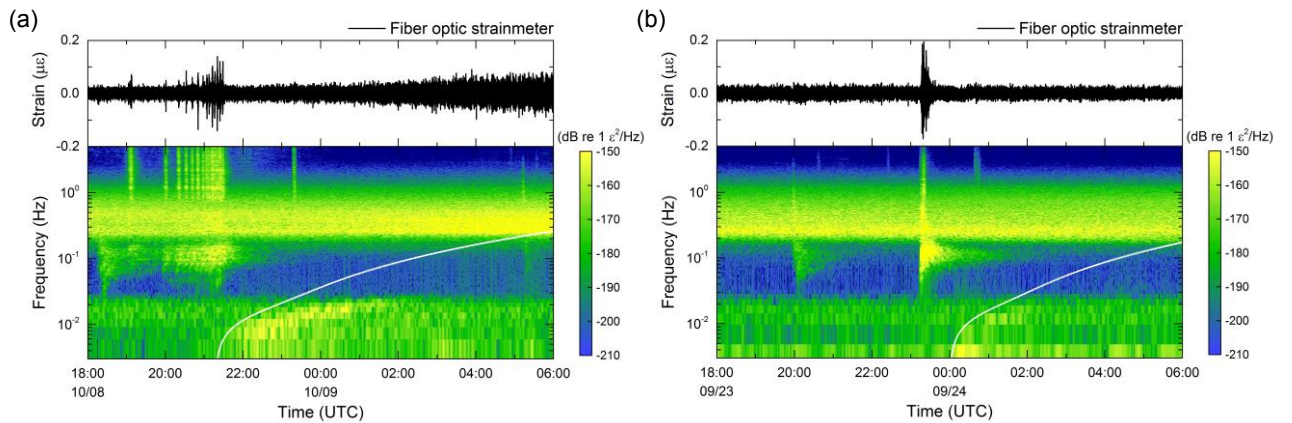 (a)
Fiber optic strainmeter
0.2
0.0
-0.2
Strain (με)
(dB re 1 ε²/Hz)
-150
-160
-170
-180
-190
-200
-210
10⁰
10⁻¹
10⁻²
Frequency (Hz)
18:00 20:00 22:00 00:00 02:00 04:00 06:00
10/08 10/09
Time (UTC)
(b)
Fiber optic strainmeter
0.2
0.0
-0.2
Strain (με)
(dB re 1 ε²/Hz)
-150
-160
-170
-180
-190
-200
-210
10⁰
10⁻¹
10⁻²
Frequency (Hz)
18:00 20:00 22:00 00:00 02:00 04:00 06:00
09/23 09/24
Time (UTC)